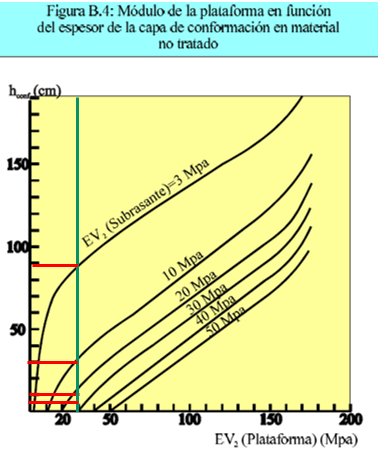 Figura B.4: Módulo de la plataforma en función
del espesor de la capa de conformación en material
no tratado
hconf.(cm)
150
100
50
EV2 (Subrasante)=3 Mpa
10 Mpa
20 Mpa
30 Mpa
40 Mpa
50 Mpa
20 50 100 150 200
EV2 (Plataforma) (Mpa)